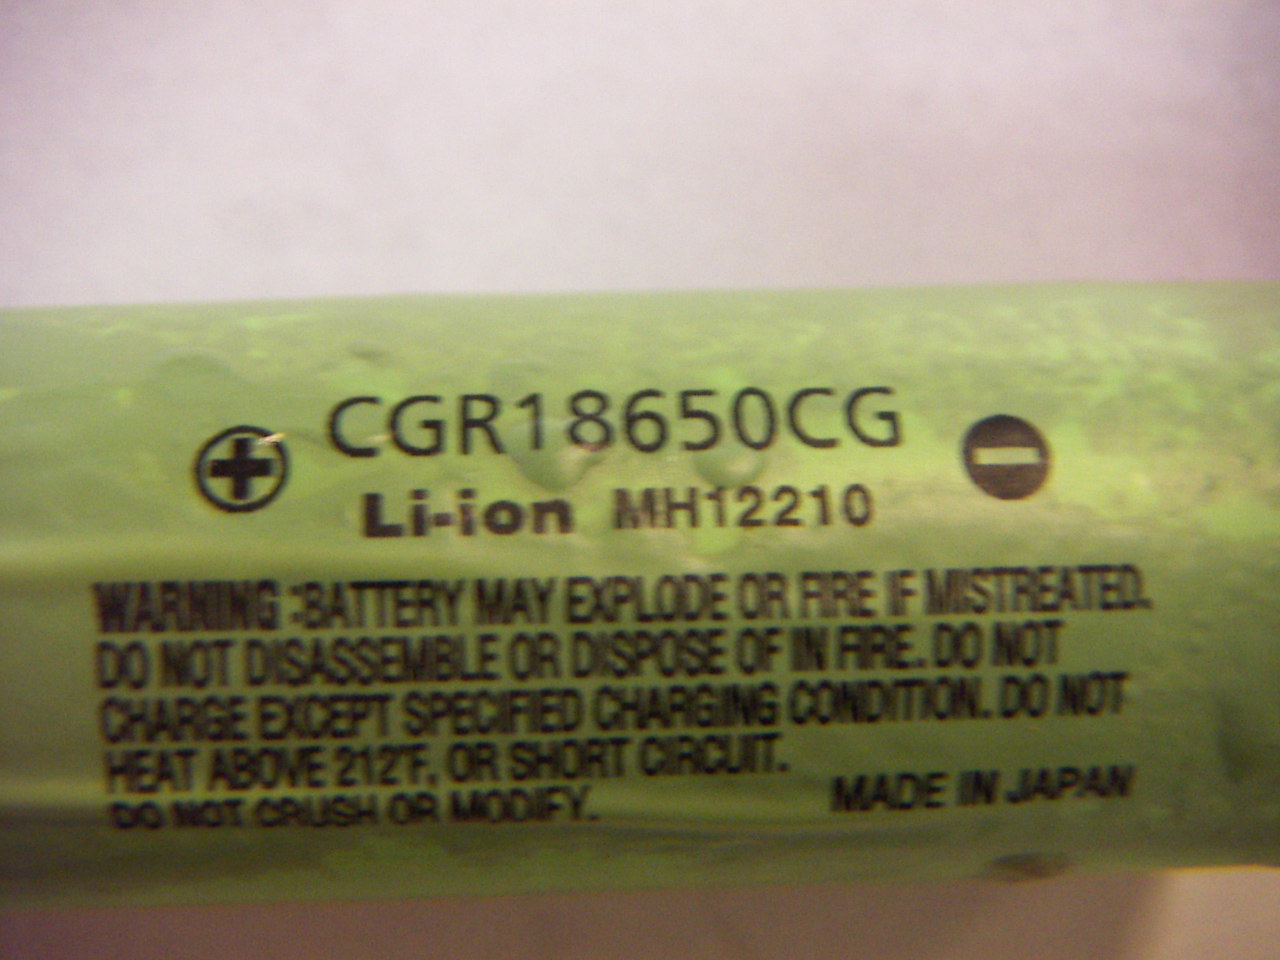 CGR18650CG
Li-ion MH12210
WARNING:BATTERY MAY EXPLODE OR FIRE IF MISTREATED.
DO NOT DISASSEMBLE OR DISPOSE OF IN FIRE. DO NOT
CHARGE EXCEPT SPECIFIED CHARGING CONDITION. DO NOT
HEAT ABOVE 212°F. OR SHORT CIRCUIT.
DO NOT CRUSH OR MODIFY.
MADE IN JAPAN